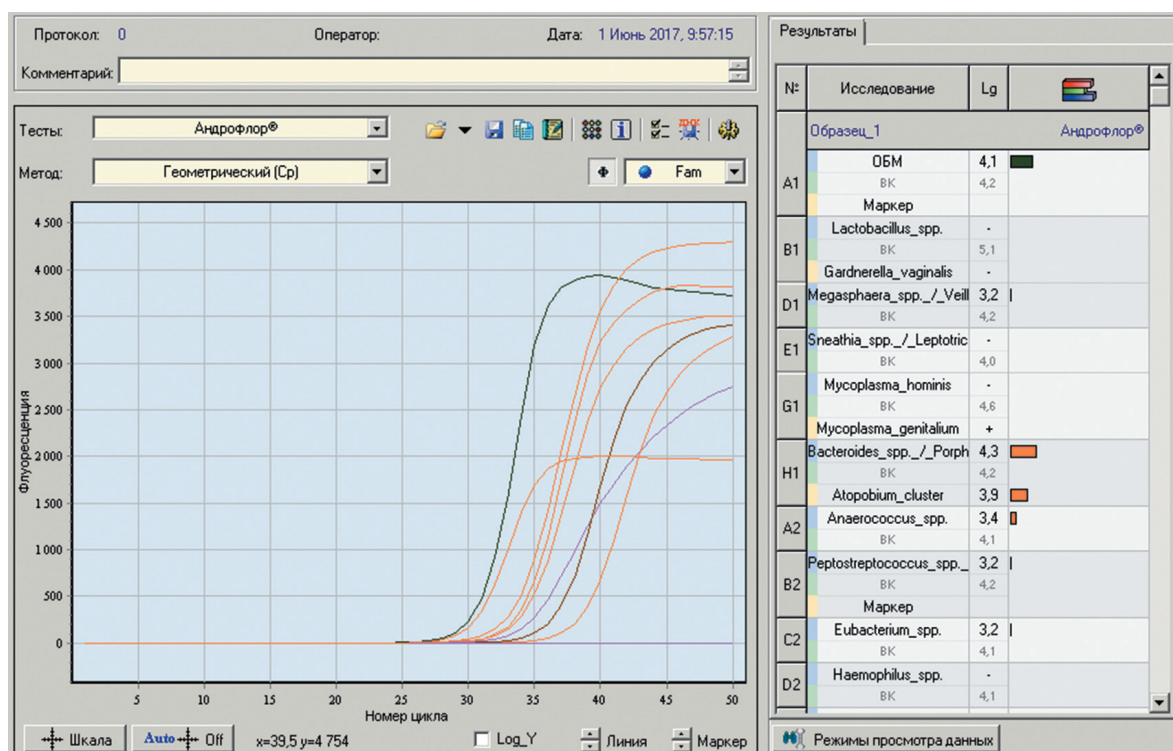 Протокол: 0 Оператор: Дата: 1 Июнь 2017, 9:57:15
Комментарий:
Тесты: Андрофлор®
Метод: Геометрический (Cp) Ф Fam
4 500
4 000
3 500
3 000
2 500
2 000
1 500
1 000
500
0
Флуоресценция
5 10 15 20 25 30 35 40 45 50
Номер цикла
Шкала Auto Off x=39,5 y=4 754 Log_Y Линия Маркер
Результаты
№ Исследование Lg
Образец_1 Андрофлор®
A1 ОБМ 4,1
ВК 4,2
Маркер
B1 Lactobacillus_spp. -
ВК 5,1
Gardnerella_vaginalis -
D1 Megasphaera_spp._/_Veill 3,2
ВК 4,2
E1 Sneathia_spp._/_Leptotric -
ВК 4,0
G1 Mycoplasma_hominis -
ВК 4,6
Mycoplasma_genitalium +
H1 Bacteroides_spp._/_Porph 4,3
ВК 4,2
Atopobium_cluster 3,9
A2 Anaerococcus_spp. 3,4
ВК 4,1
B2 Peptostreptococcus_spp._ 3,2
ВК 4,2
Маркер
C2 Eubacterium_spp. 3,2
ВК 4,1
D2 Haemophilus_spp. -
ВК 4,1
Режимы просмотра данных